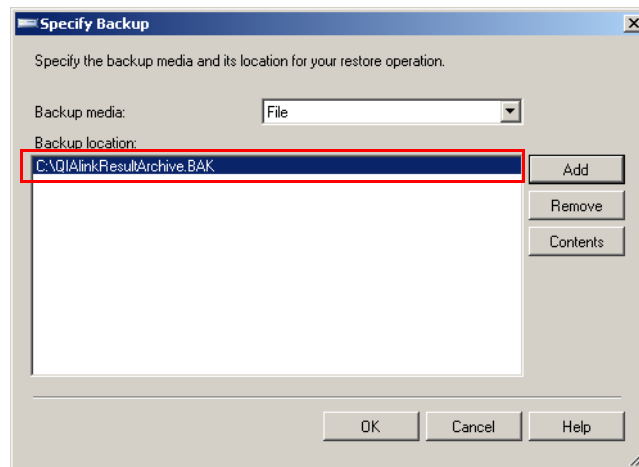 Specify Backup
Specify the backup media and its location for your restore operation.
Backup media:
File
Backup location:
C:\QIAlinkResultArchive.BAK
Add
Remove
Contents
OK
Cancel
Help